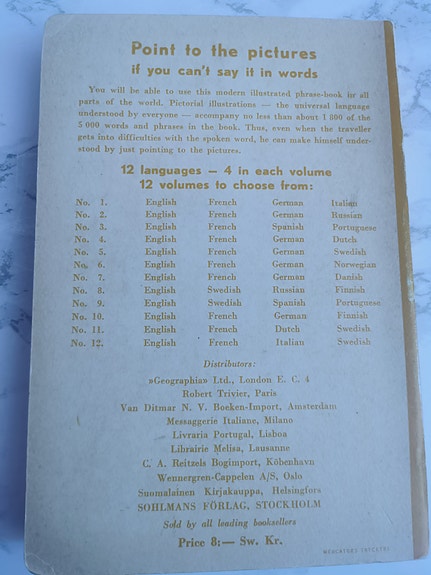 Point to the pictures
if you can't say it in words
You will be able to use this modern illustrated phrase-book in all
parts of the world. Pictorial illustrations — the universal language
understood by everyone — accompany no less than about 1 800 of the
5 000 words and phrases in the book. Thus, even when the traveller
gets into difficulties with the spoken word, he can make himself under-
stood by just pointing to the pictures.
12 languages — 4 in each volume
12 volumes to choose from:
No. 1. English French German Italian
No. 2. English French German Russian
No. 3. English French Spanish Portuguese
No. 4. English French German Dutch
No. 5. English French German Swedish
No. 6. English French German Norwegian
No. 7. English French German Danish
No. 8. English Swedish Russian Finnish
No. 9. English Swedish Spanish Portuguese
No. 10. English French German Finnish
No. 11. English French Dutch Swedish
No. 12. English French Italian Swedish
Distributors:
»Geographia» Ltd., London E. C. 4
Robert Trivier, Paris
Van Ditmar N. V. Boeken-Import, Amsterdam
Messaggerie Italiane, Milano
Livraria Portugal, Lisboa
Librairie Melisa, Lausanne
C. A. Reitzels Bogimport, Köbenhavn
Wennergren-Cappelen A/S, Oslo
Suomalainen Kirjakauppa, Helsingfors
SOHLMANS FÖRLAG, STOCKHOLM
Sold by all leading booksellers
Price 8:— Sw. Kr.